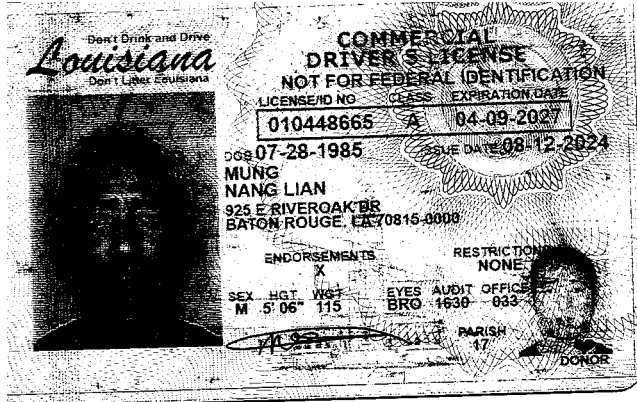 Don't Drink and Drive
Louisiana
Don't Litter Louisiana
COMMERCIAL
DRIVER'S LICENSE
NOT FOR FEDERAL IDENTIFICATION
LICENSE/ID NO CLASS EXPIRATION DATE
010448665 A 04-09-2027
DOB 07-28-1985 ISSUE DATE 08-12-2024
MUNG
NANG LIAN
925 E RIVEROAK DR
BATON ROUGE, LA 70815-0000
ENDORSEMENTS
X
RESTRICTIONS
NONE
SEX HGT WGT EYES AUDIT OFFICE
M 5' 06" 115 BRO 1630 033
PARISH
17
DONOR